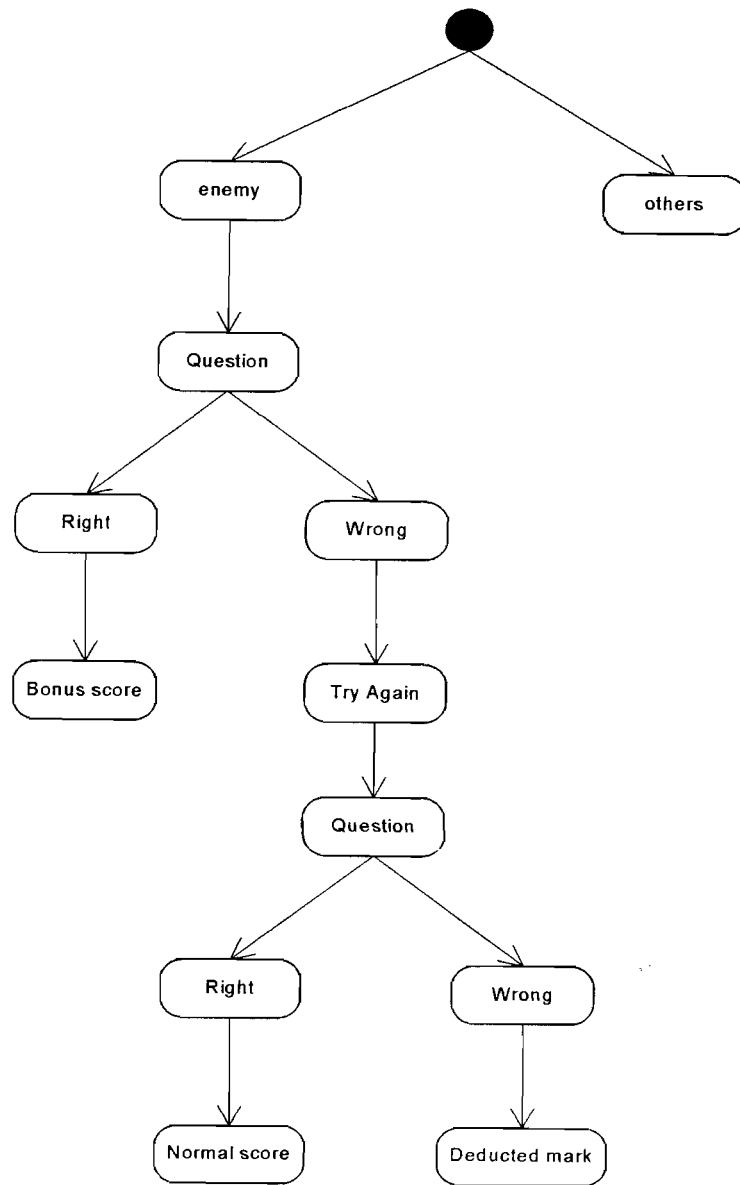 enemy
others
Question
Right
Wrong
Bonus score
Try Again
Question
Right
Wrong
Normal score
Deducted mark